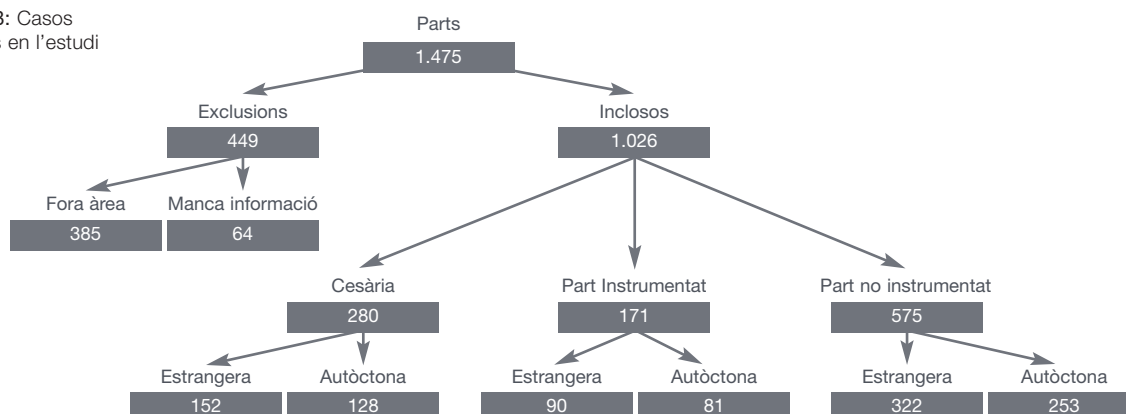 3: Casos
en l'estudi
Parts
1.475
Exclusions
Inclosos
449
1.026
Fora àrea
Manca informació
385
64
Cesària
Part Instrumentat
Part no instrumentat
280
171
575
Estrangera
Autòctona
Estrangera
Autòctona
Estrangera
Autòctona
152
128
90
81
322
253